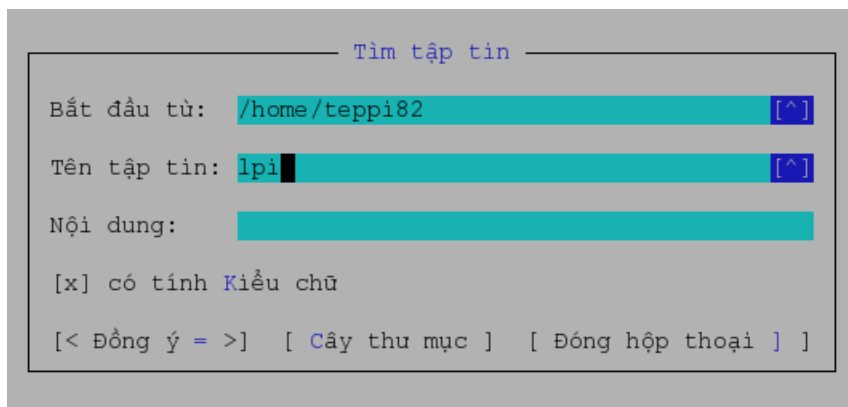 Tìm tập tin
Bắt đầu từ: /home/teppi82 [^]
Tên tập tin: lpi [^]
Nội dung:
[x] có tính Kiểu chữ
[< Đồng ý = >] [ Cây thư mục ] [ Đóng hộp thoại ] ]